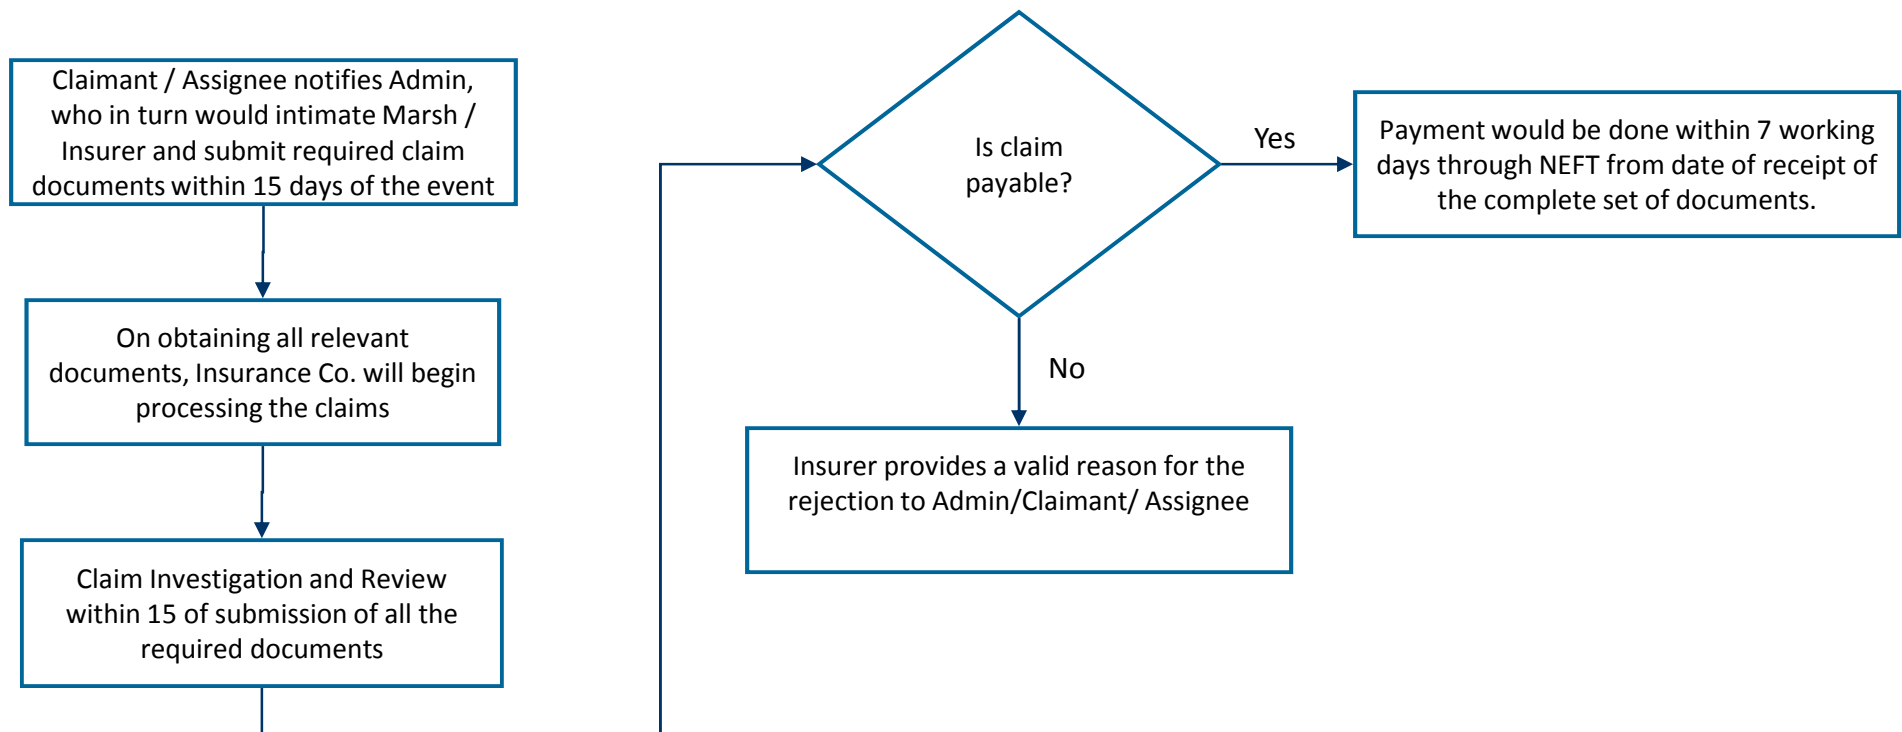 Claimant / Assignee notifies Admin,
who in turn would intimate Marsh /
Insurer and submit required claim
documents within 15 days of the event
On obtaining all relevant
documents, Insurance Co. will begin
processing the claims
Claim Investigation and Review
within 15 of submission of all the
required documents
Is claim
payable?
Yes
Payment would be done within 7 working
days through NEFT from date of receipt of
the complete set of documents.
No
Insurer provides a valid reason for the
rejection to Admin/Claimant/ Assignee